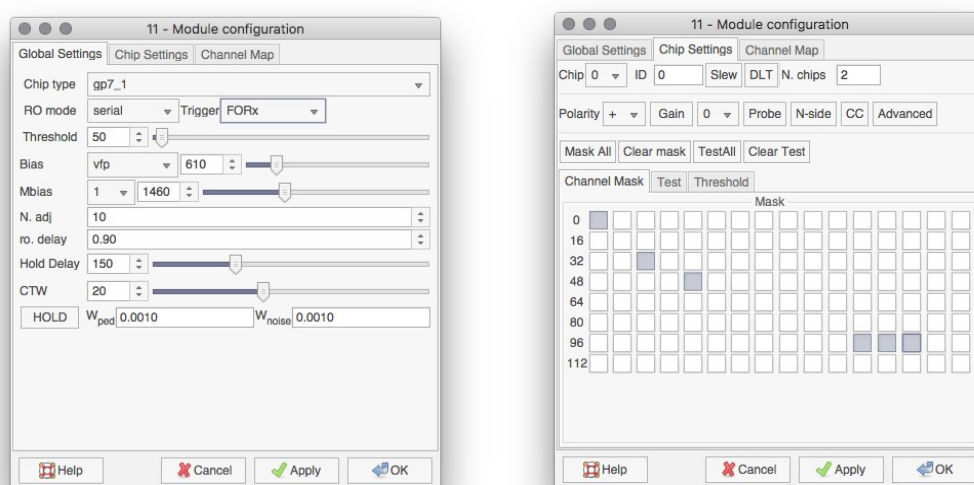 11 - Module configuration
Global Settings Chip Settings Channel Map
Chip type gp7_1
RO mode serial Trigger FORx
Threshold 50
Bias vfp 610
Mbias 1 1460
N. adj 10
ro. delay 0.90
Hold Delay 150
CTW 20
HOLD Wped 0.0010 Wnoise 0.0010
Help Cancel Apply OK
11 - Module configuration
Global Settings Chip Settings Channel Map
Chip 0 ID 0 Slew DLT N. chips 2
Polarity + Gain 0 Probe N-side CC Advanced
Mask All Clear mask TestAll Clear Test
Channel Mask Test Threshold
Mask
0
16
32
48
64
80
96
112
Help Cancel Apply OK